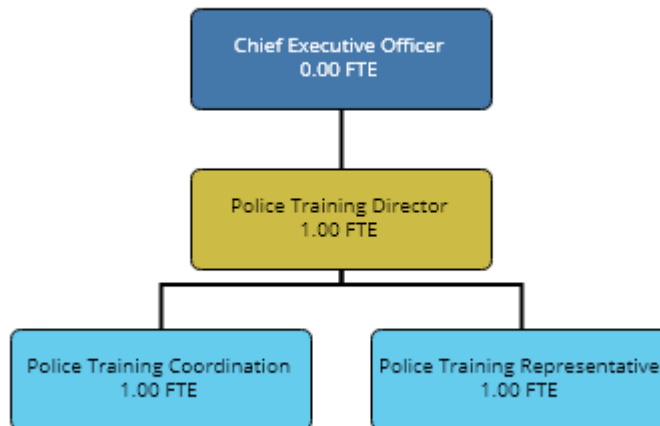 Chief Executive Officer
0.00 FTE
Police Training Director
1.00 FTE
Police Training Coordination
1.00 FTE
Police Training Representative
1.00 FTE